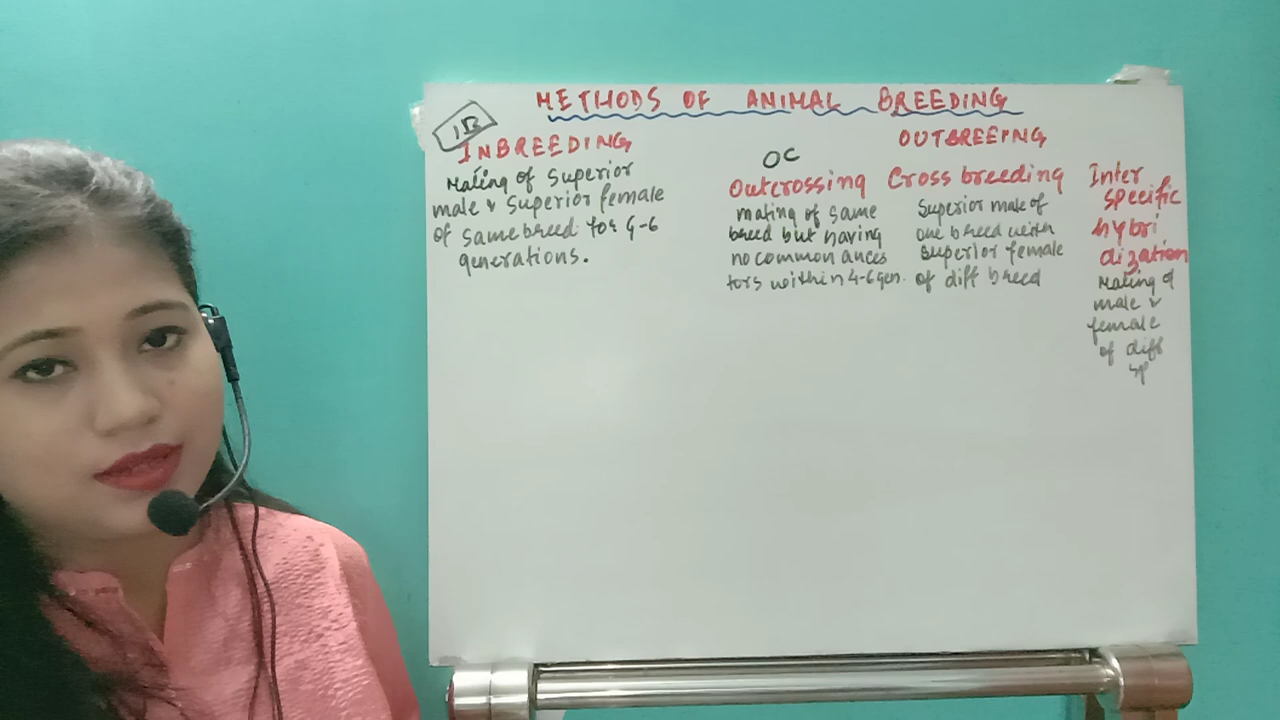 METHODS OF ANIMAL BREEDING
IB
INBREEDING
Mating of Superior
male & Superior female
of same breed for 4-6
generations.
OUTBREEPNG
OC
Outcrossing
mating of same
breed but having
no common ances
tors within 4-6 gen.
Cross breeding
Superior male of
one breed with
superior female
of diff breed
Inter
specific
hybri
dization
Mating of
male &
female
of diff
sp